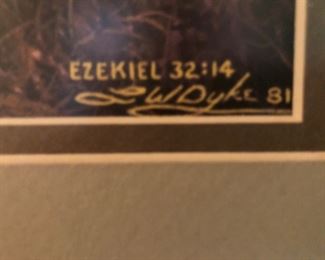 EZEKIEL 32:14
L W Dyke 81